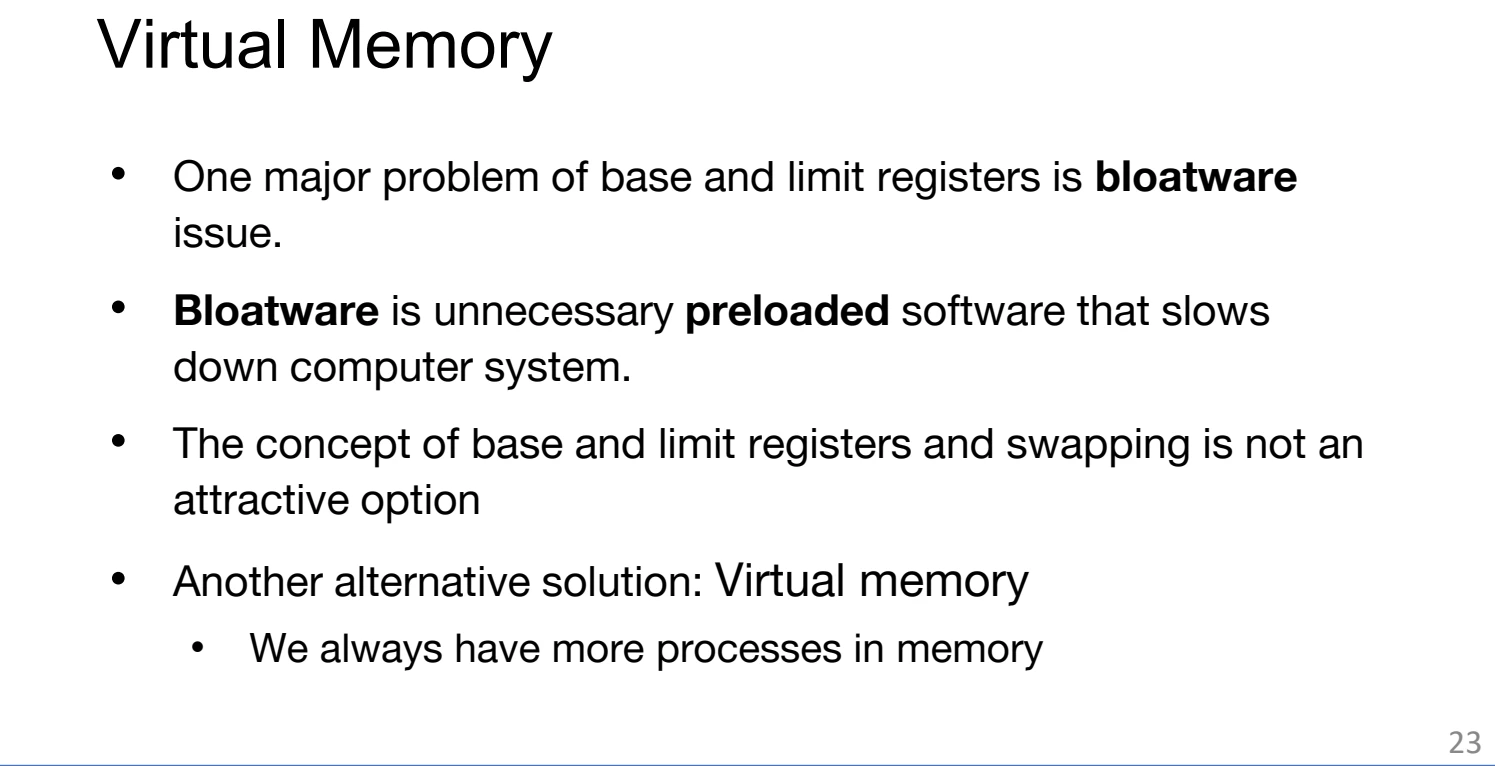 Virtual Memory
• One major problem of base and limit registers is bloatware
issue.
• Bloatware is unnecessary preloaded software that slows
down computer system.
• The concept of base and limit registers and swapping is not an
attractive option
• Another alternative solution: Virtual memory
• We always have more processes in memory
23